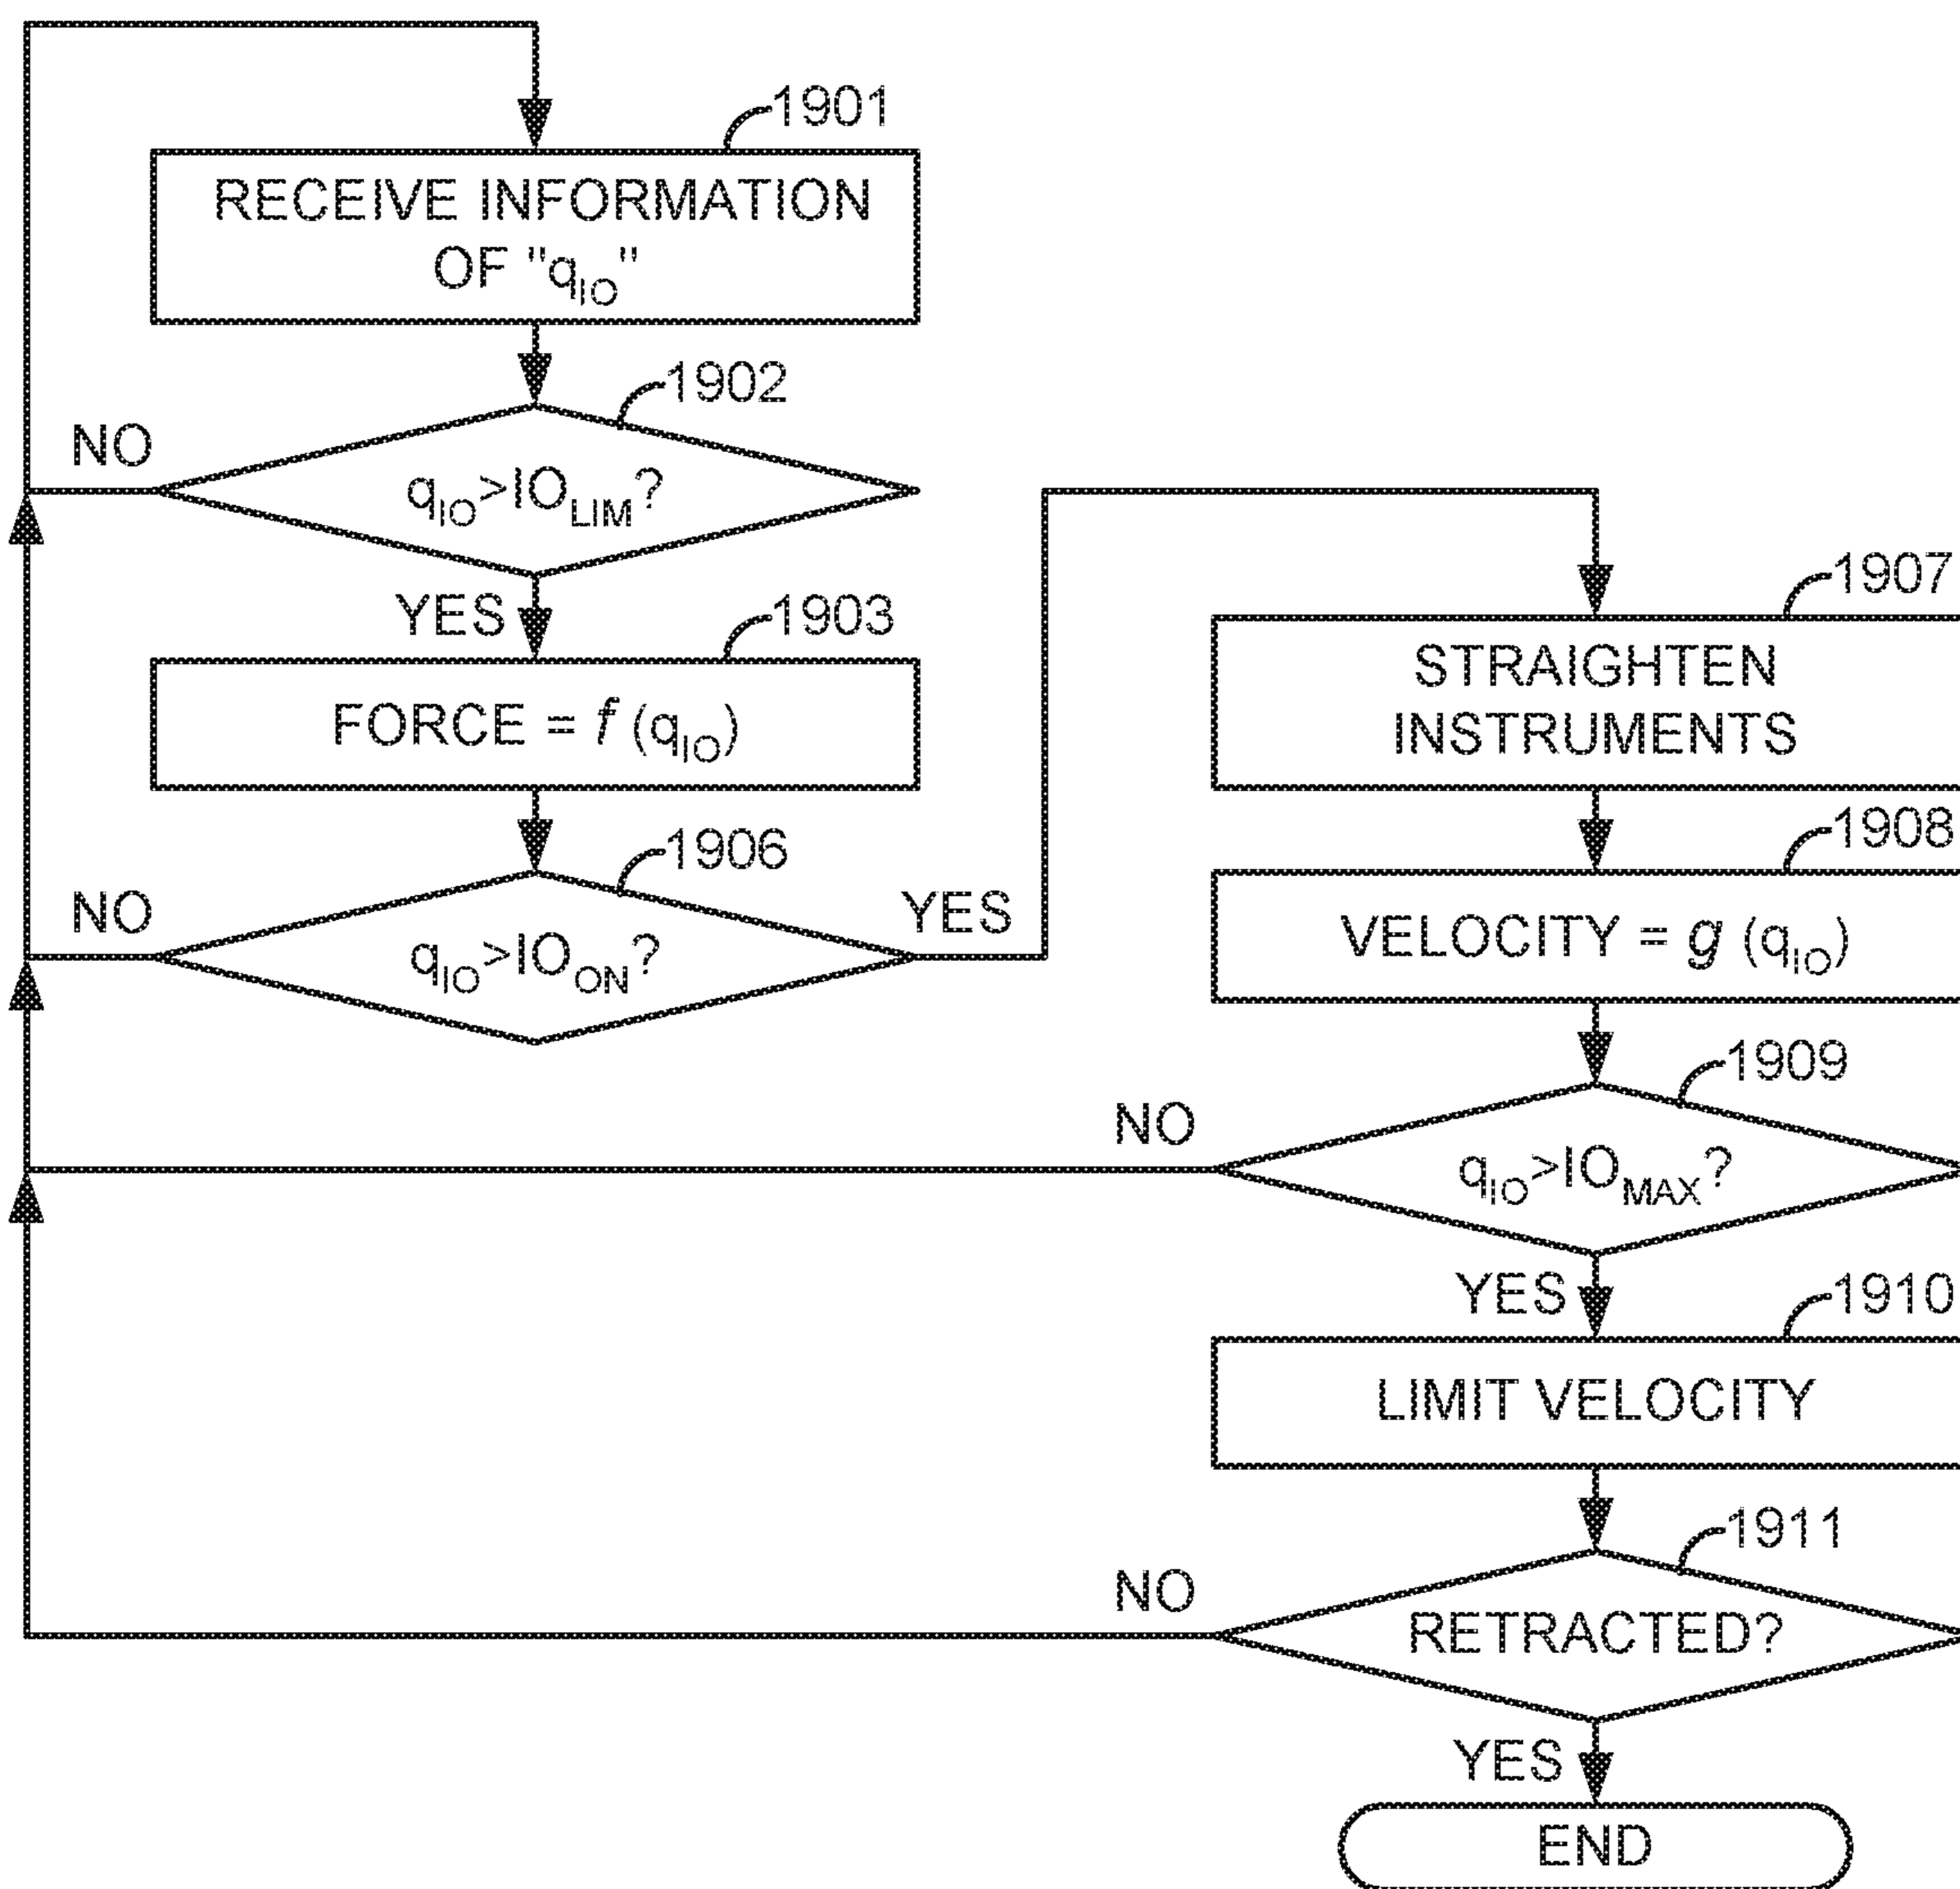 1901
RECEIVE INFORMATION
OF "qIO"
1902
NO
qIO>IOLIM?
YES
1903
FORCE = f (qIO)
1906
NO
YES
qIO>IOON?
1907
STRAIGHTEN
INSTRUMENTS
1908
VELOCITY = g (qIO)
1909
NO
qIO>IOMAX?
YES
1910
LIMIT VELOCITY
1911
NO
RETRACTED?
YES
END